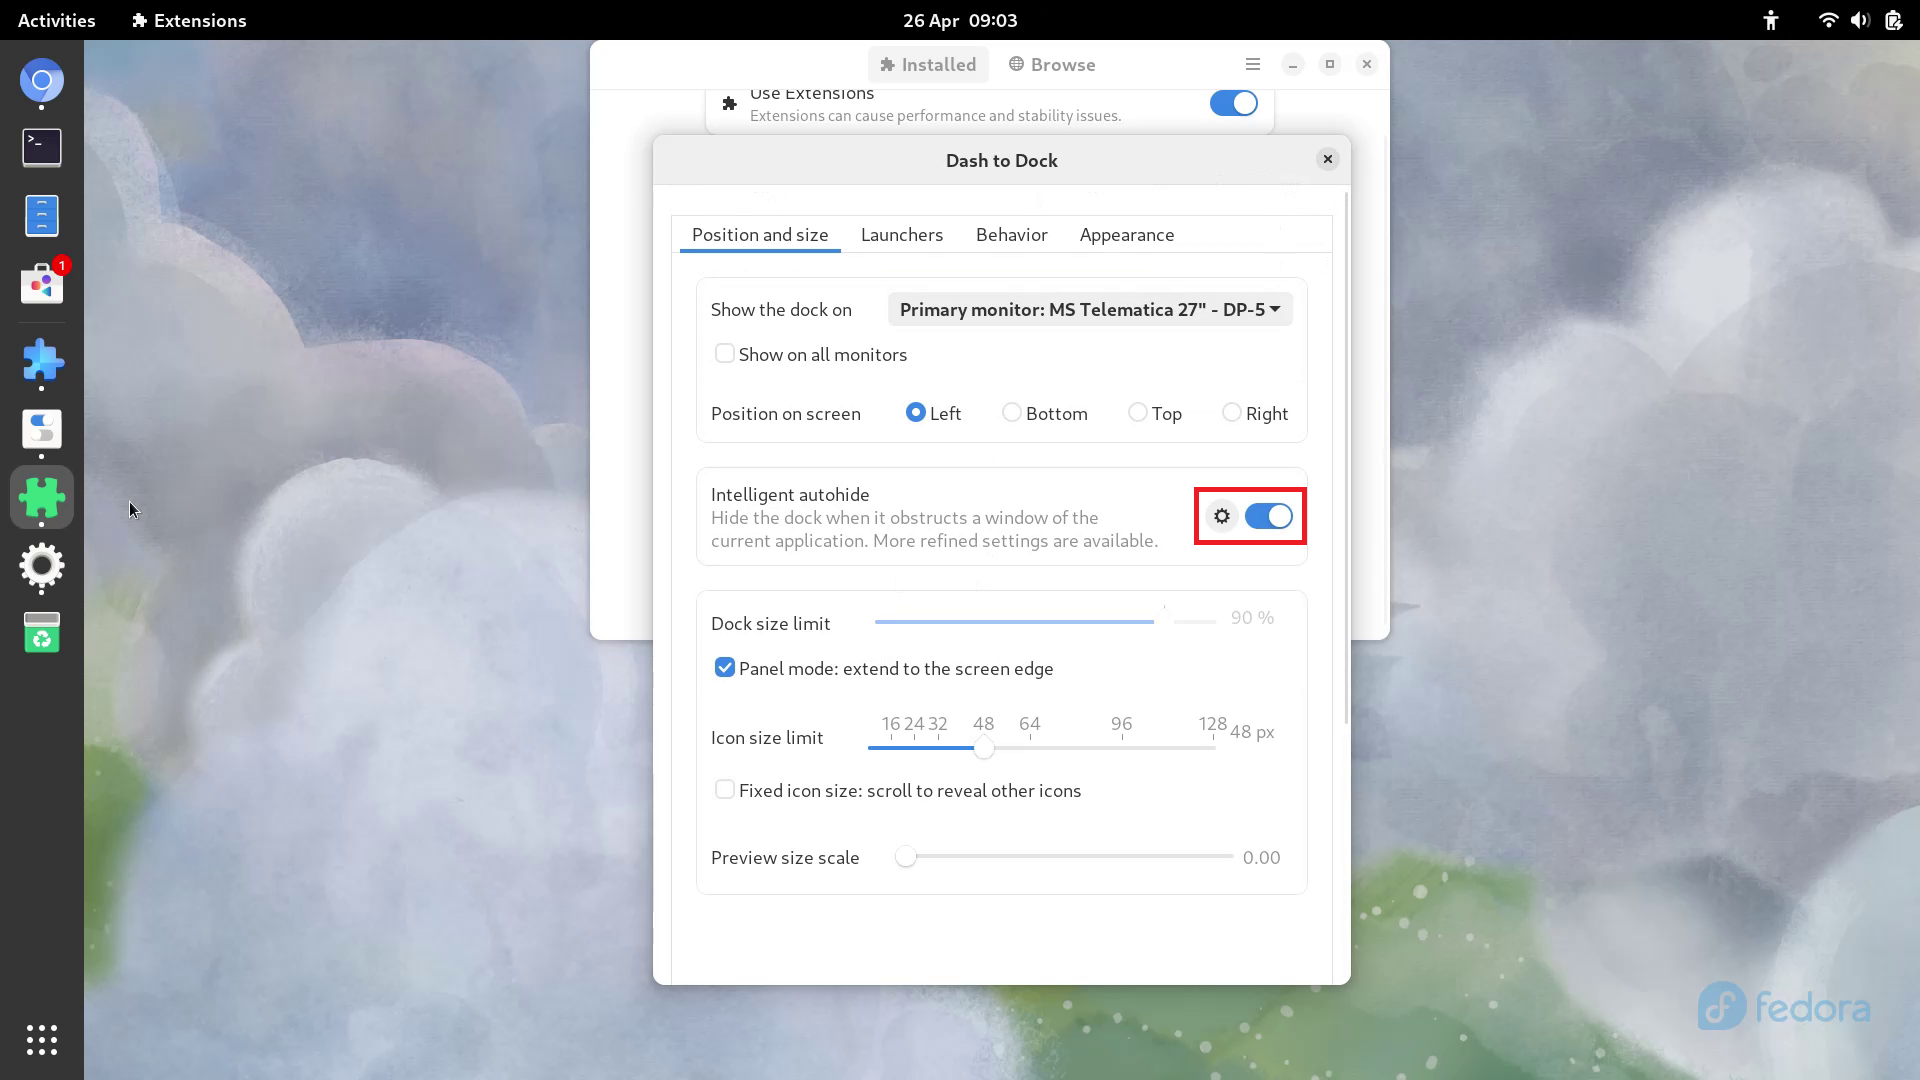 Activities
Extensions
26 Apr 09:03
Installed
Browse
Use Extensions
Extensions can cause performance and stability issues.
1
>_
Dash to Dock
Position and size
Launchers
Behavior
Appearance
Show the dock on
Primary monitor: MS Telematica 27" - DP-5
Show on all monitors
Position on screen
Left
Bottom
Top
Right
Intelligent autohide
Hide the dock when it obstructs a window of the
current application. More refined settings are available.
Dock size limit
90 %
Panel mode: extend to the screen edge
16 24 32 48 64 96 128
Icon size limit
48 px
Fixed icon size: scroll to reveal other icons
Preview size scale
0.00
fedora